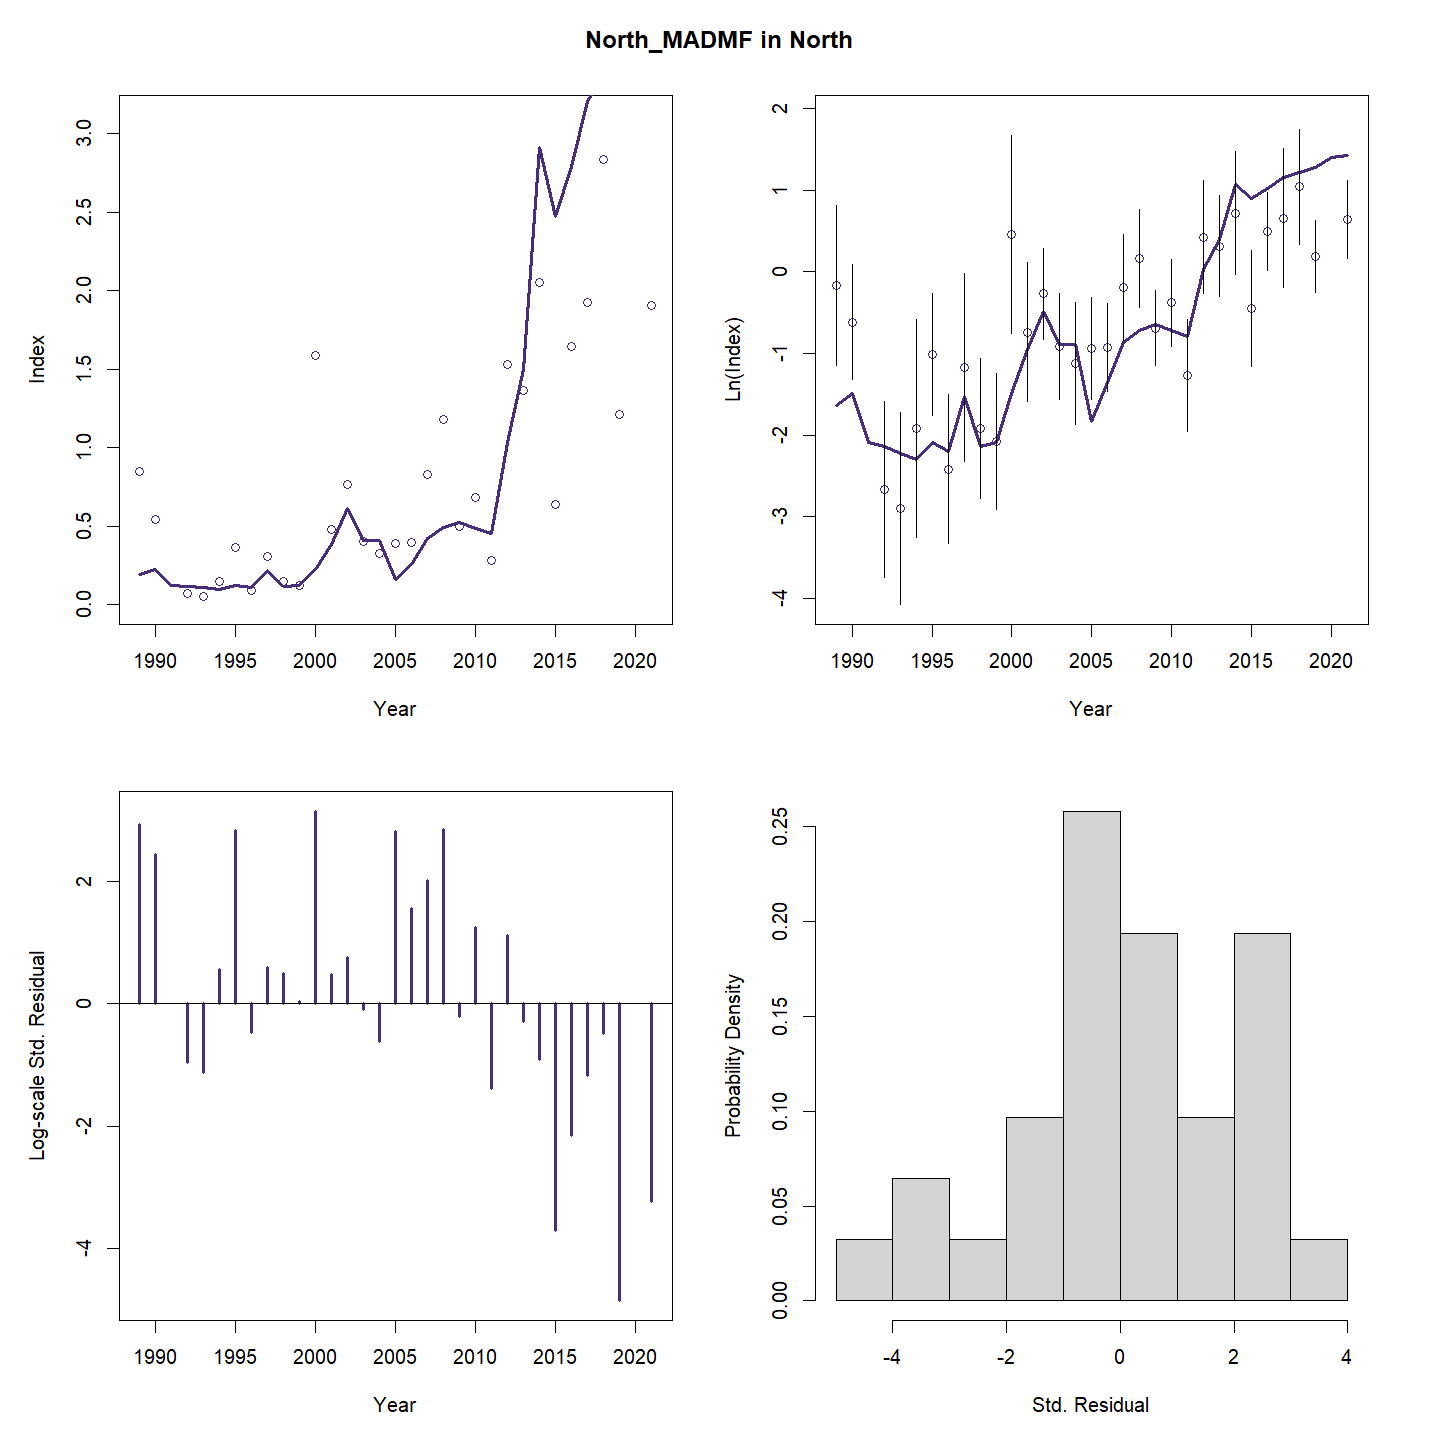 North_MADMF in North
Index
3.0
2.5
2.0
1.5
1.0
0.5
0.0
1990 1995 2000 2005 2010 2015 2020
Year
Ln(Index)
2
1
0
-1
-2
-3
-4
1990 1995 2000 2005 2010 2015 2020
Year
Log-scale Std. Residual
2
0
-2
-4
1990 1995 2000 2005 2010 2015 2020
Year
Probability Density
0.25
0.20
0.15
0.10
0.05
0.00
-4 -2 0 2 4
Std. Residual